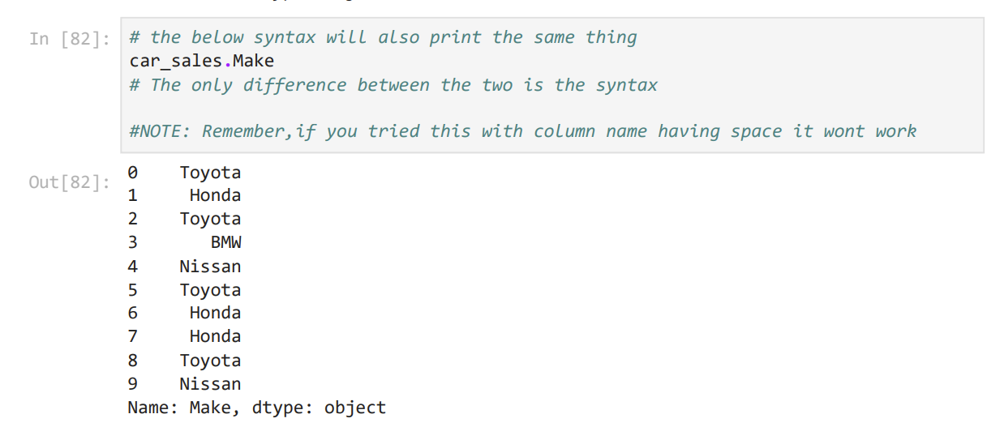 In [82]: # the below syntax will also print the same thing
car_sales.Make
# The only difference between the two is the syntax
#NOTE: Remember,if you tried this with column name having space it wont work
Out[82]: 0 Toyota
1 Honda
2 Toyota
3 BMW
4 Nissan
5 Toyota
6 Honda
7 Honda
8 Toyota
9 Nissan
Name: Make, dtype: object